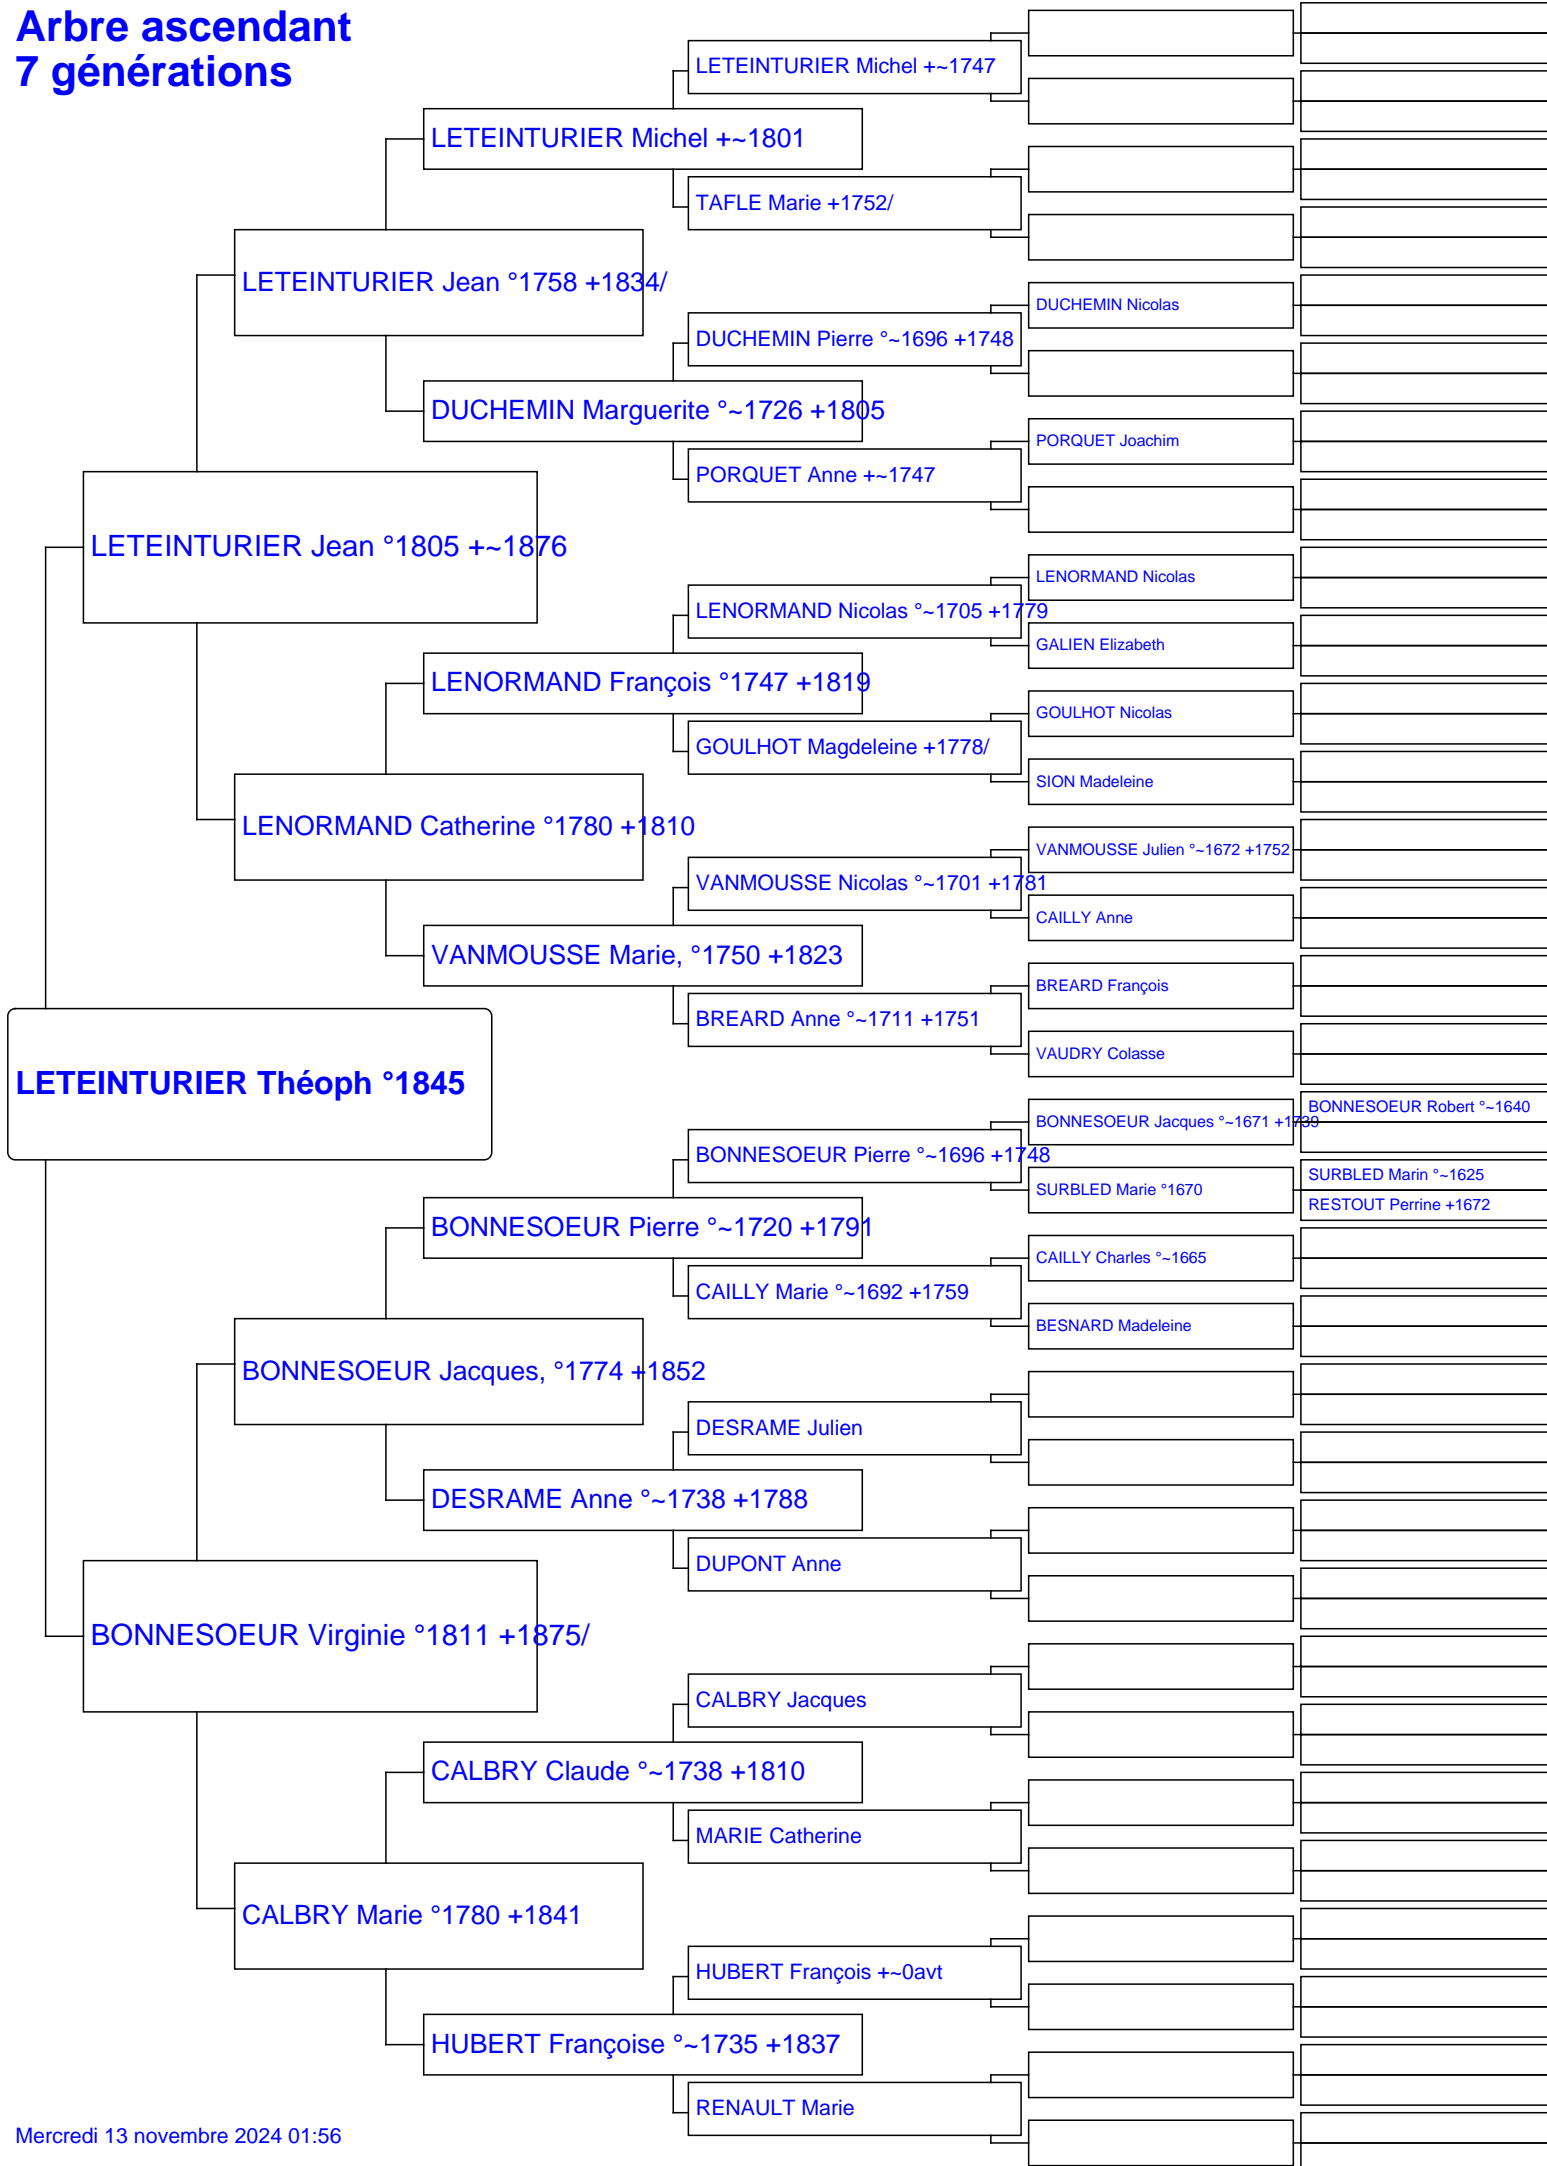 Arbre ascendant
7 générations
LETEINTURIER Michel +~1747
LETEINTURIER Michel +~1801
TAFLE Marie +1752/
LETEINTURIER Jean °1758 +1834/
DUCHEMIN Nicolas
DUCHEMIN Pierre °~1696 +1748
DUCHEMIN Marguerite °~1726 +1805
PORQUET Joachim
PORQUET Anne +~1747
LETEINTURIER Jean °1805 +~1876
LENORMAND Nicolas
LENORMAND Nicolas °~1705 +1779
GALIEN Elizabeth
LENORMAND François °1747 +1819
GOULHOT Nicolas
GOULHOT Magdeleine +1778/
SION Madeleine
LENORMAND Catherine °1780 +1810
VANMOUSSE Julien °~1672 +1752
VANMOUSSE Nicolas °~1701 +1781
CAILLY Anne
VANMOUSSE Marie, °1750 +1823
BREARD François
BREARD Anne °~1711 +1751
VAUDRY Colasse
LETEINTURIER Théoph °1845
BONNESOEUR Robert °~1640
BONNESOEUR Jacques °~1671 +1739
BONNESOEUR Pierre °~1696 +1748
SURBLED Marin °~1625
SURBLED Marie °1670
RESTOUT Perrine +1672
BONNESOEUR Pierre °~1720 +1791
CAILLY Charles °~1665
CAILLY Marie °~1692 +1759
BESNARD Madeleine
BONNESOEUR Jacques, °1774 +1852
DESRAME Julien
DESRAME Anne °~1738 +1788
DUPONT Anne
BONNESOEUR Virginie °1811 +1875/
CALBRY Jacques
CALBRY Claude °~1738 +1810
MARIE Catherine
CALBRY Marie °1780 +1841
HUBERT François +~0avt
HUBERT Françoise °~1735 +1837
RENAULT Marie
Mercredi 13 novembre 2024 01:56